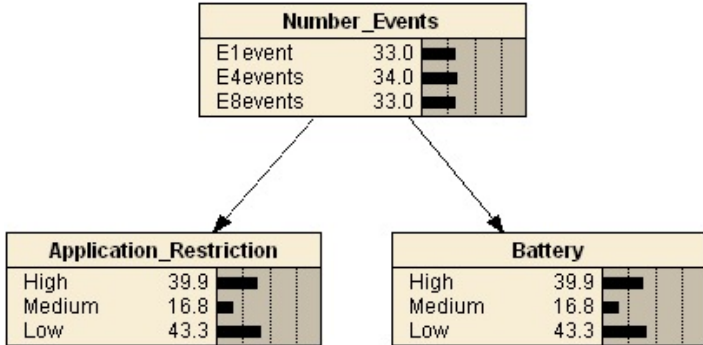 Number_Events
E1event 33.0
E4events 34.0
E8events 33.0
Application_Restriction
High 39.9
Medium 16.8
Low 43.3
Battery
High 39.9
Medium 16.8
Low 43.3